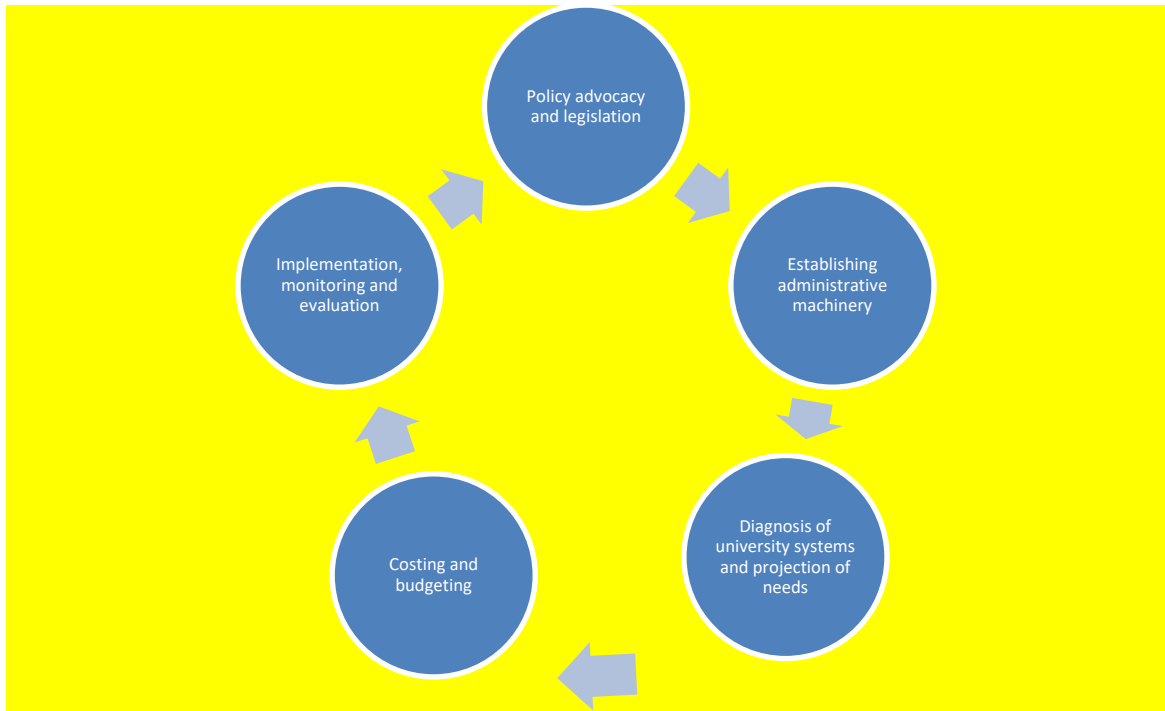 Policy advocacy
and legislation
Establishing
administrative
machinery
Diagnosis of
university systems
and projection of
needs
Costing and
budgeting
Implementation,
monitoring and
evaluation